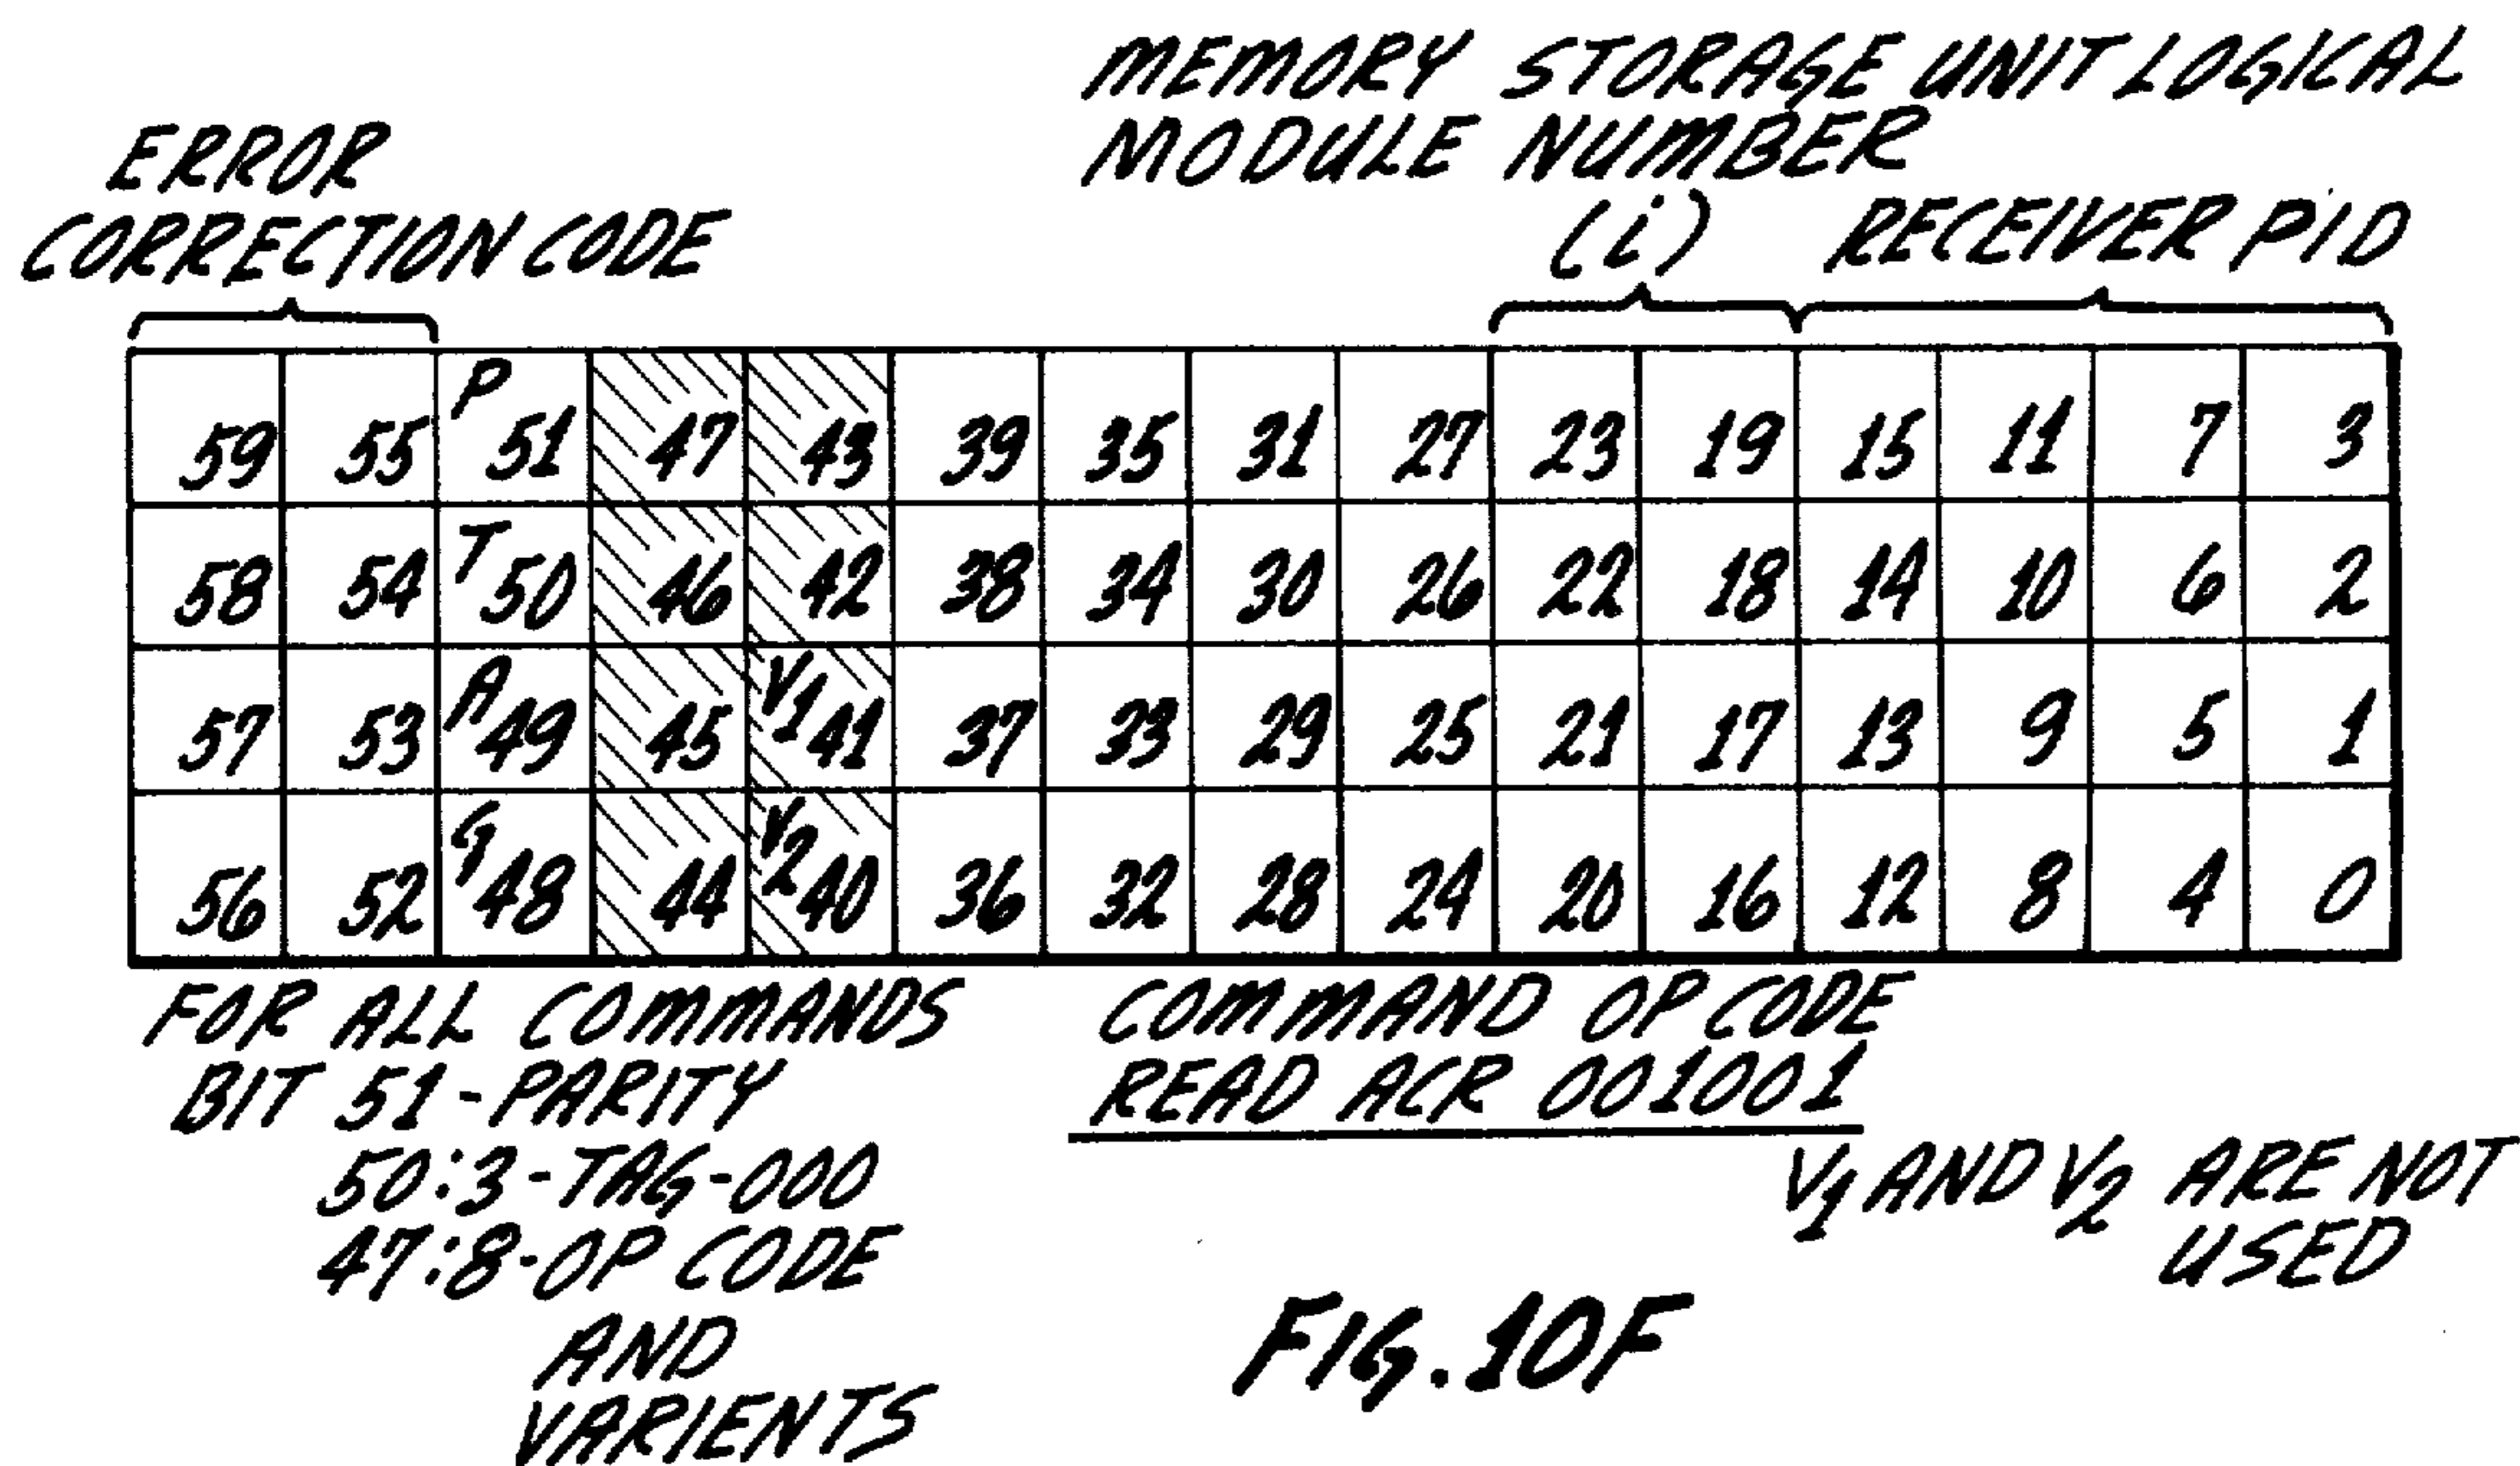 MEMORY STORAGE UNIT LOGICAL
MODULE NUMBER
ERROR
CORRECTION CODE
(i) RECEIVER PID
59 55 P 51 47 43 39 35 31 27 23 19 15 11 7 3
58 54 T 50 46 42 38 34 30 26 22 18 14 10 6 2
57 53 A 49 45 V1 41 37 33 29 25 21 17 13 9 5 1
56 52 G 48 44 V2 40 36 32 28 24 20 16 12 8 4 0
FOR ALL COMMANDS
BIT 51-PARITY
50:3-TAG-000
47:8-OP CODE
AND
VARIENTS
COMMAND OP CODE
READ ACR 001001
V1 AND V2 ARE NOT
USED
FIG. 10F